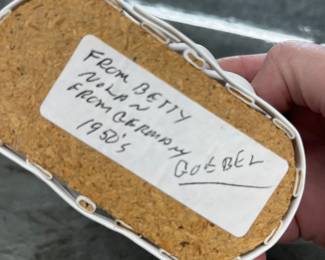 FROM BETTY
NOLAN
FROM GERMANY
1950's
GOEBEL